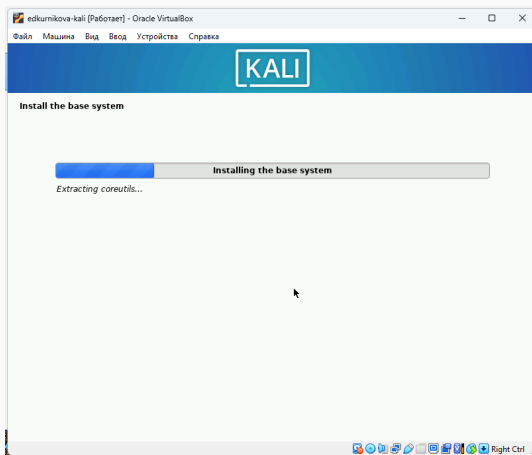 edkurnikova-kali [Работает] - Oracle VirtualBox
Файл Машина Вид Ввод Устройства Справка
KALI
Install the base system
Installing the base system
Extracting coreutils...
Right Ctrl